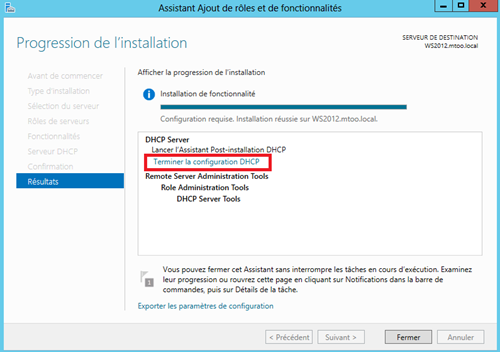 Assistant Ajout de rôles et de fonctionnalités
Progression de l'installation
SERVEUR DE DESTINATION
WS2012.mtoo.local
Avant de commencer
Type d'installation
Sélection du serveur
Rôles de serveurs
Fonctionnalités
Serveur DHCP
Confirmation
Résultats
Afficher la progression de l'installation
Installation de fonctionnalité
Configuration requise. Installation réussie sur WS2012.mtoo.local.
DHCP Server
Lancer l'Assistant Post-installation DHCP
Terminer la configuration DHCP
Remote Server Administration Tools
Role Administration Tools
DHCP Server Tools
1
Vous pouvez fermer cet Assistant sans interrompre les tâches en cours d'exécution. Examinez
leur progression ou rouvrez cette page en cliquant sur Notifications dans la barre de
commandes, puis sur Détails de la tâche.
Exporter les paramètres de configuration
< Précédent
Suivant >
Fermer
Annuler